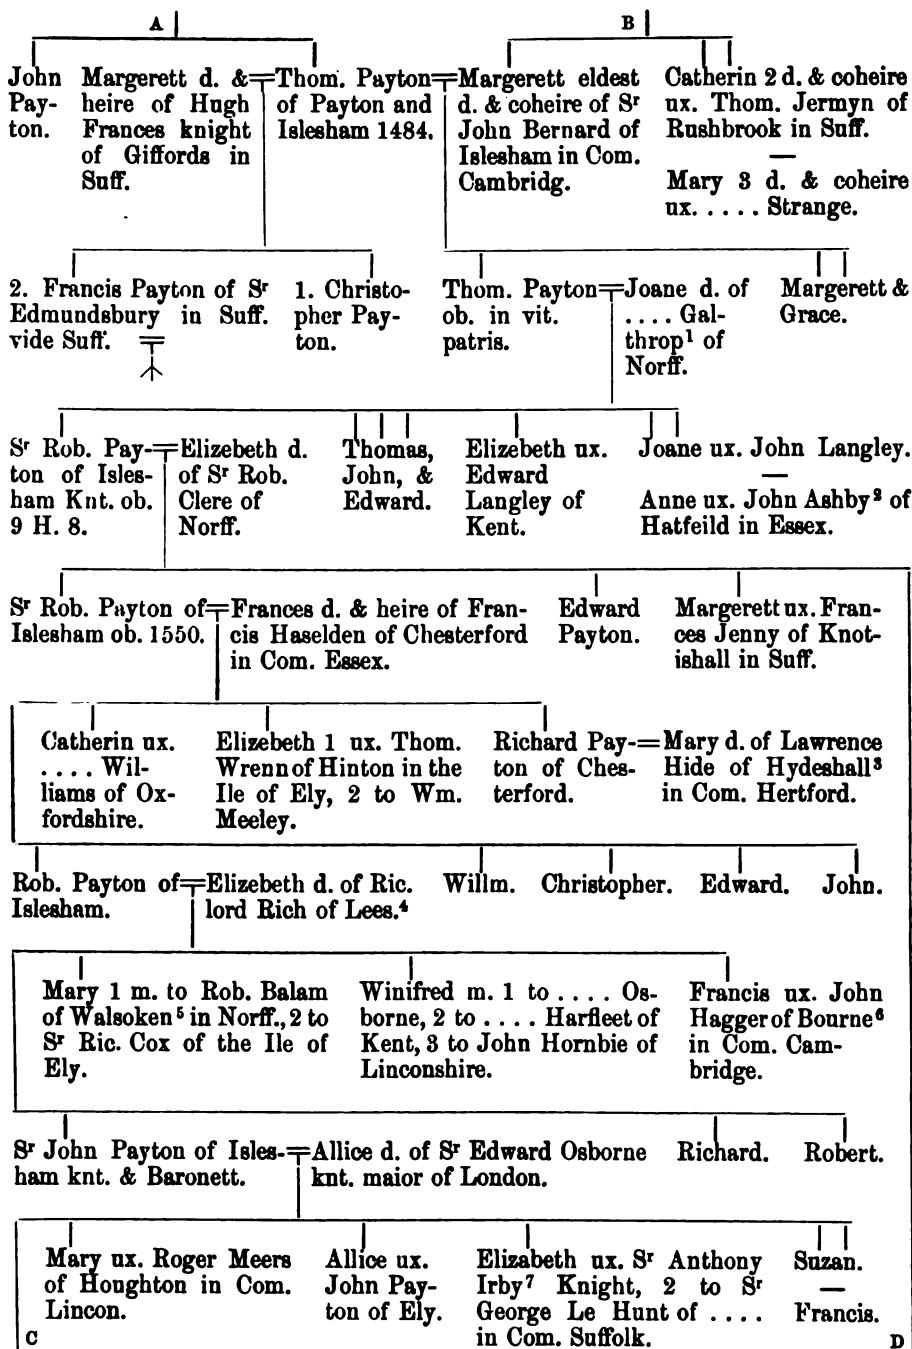 A
B
John
Pay-
ton.
Margerett d. &
heire of Hugh
Frances knight
of Giffords in
Suff.
Thom. Payton
of Payton and
Islesham 1484.
Margerett eldest
d. & coheire of Sʳ
John Bernard of
Islesham in Com.
Cambridg.
Catherin 2 d. & coheire
ux. Thom. Jermyn of
Rushbrook in Suff.
—
Mary 3 d. & coheire
ux. . . . . . Strange.
2. Francis Payton of Sʳ
Edmundsbury in Suff.
vide Suff.
1. Christo-
pher Pay-
ton.
Thom. Payton
ob. in vit.
patris.
Joane d. of
. . . . Gal-
throp¹ of
Norff.
Margerett &
Grace.
Sʳ Rob. Pay-
ton of Isles-
ham Knt. ob.
9 H. 8.
Elizebeth d.
of Sʳ Rob.
Clere of
Norff.
Thomas,
John, &
Edward.
Elizebeth ux.
Edward
Langley of
Kent.
Joane ux. John Langley.
—
Anne ux. John Ashby² of
Hatfeild in Essex.
Sʳ Rob. Payton of
Islesham ob. 1550.
Frances d. & heire of Fran-
cis Haselden of Chesterford
in Com. Essex.
Edward
Payton.
Margerett ux. Fran-
ces Jenny of Knot-
ishall in Suff.
Catherin ux.
. . . . Wil-
liams of Ox-
fordshire.
Elizebeth 1 ux. Thom.
Wrenn of Hinton in the
Ile of Ely, 2 to Wm.
Meeley.
Richard Pay-
ton of Ches-
terford.
Mary d. of Lawrence
Hide of Hydeshall³
in Com. Hertford.
Rob. Payton of
Islesham.
Elizebeth d. of Ric.
lord Rich of Lees.⁴
Willm.
Christopher.
Edward.
John.
Mary 1 m. to Rob. Balam
of Walsoken⁵ in Norff., 2 to
Sʳ Ric. Cox of the Ile of
Ely.
Winifred m. 1 to . . . . Os-
borne, 2 to . . . . Harfleet of
Kent, 3 to John Hornbie of
Linconshire.
Francis ux. John
Hagger of Bourne⁶
in Com. Cam-
bridge.
Sʳ John Payton of Isles-
ham knt. & Baronett.
Allice d. of Sʳ Edward Osborne
knt. maior of London.
Richard.
Robert.
Mary ux. Roger Meers
of Houghton in Com.
Lincon.
Allice ux.
John Pay-
ton of Ely.
Elizabeth ux. Sʳ Anthony
Irby⁷ Knight, 2 to Sʳ
George Le Hunt of . . . .
in Com. Suffolk.
Suzan.
—
Francis.
C
D